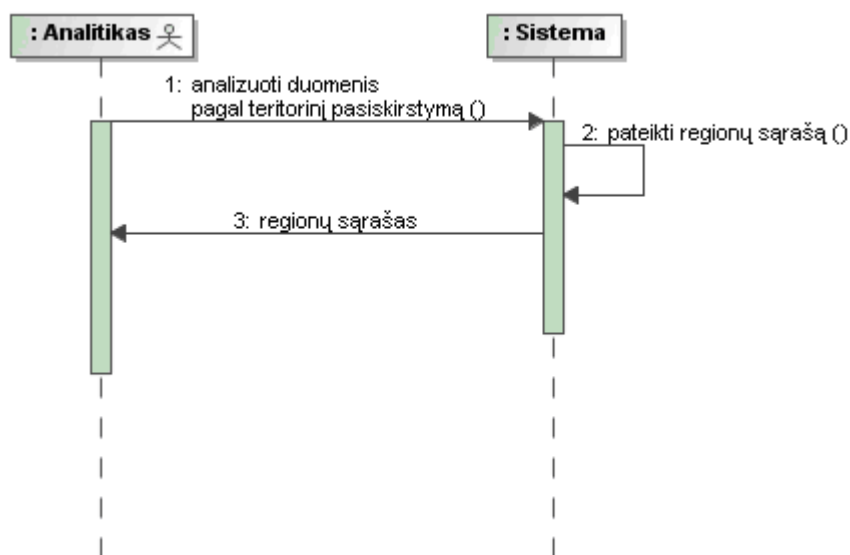 : Analitikas
: Sistema
1: analizuoti duomenis
pagal teritorinį pasiskirstymą ()
2: pateikti regionų sąrašą ()
3: regionų sąrašas